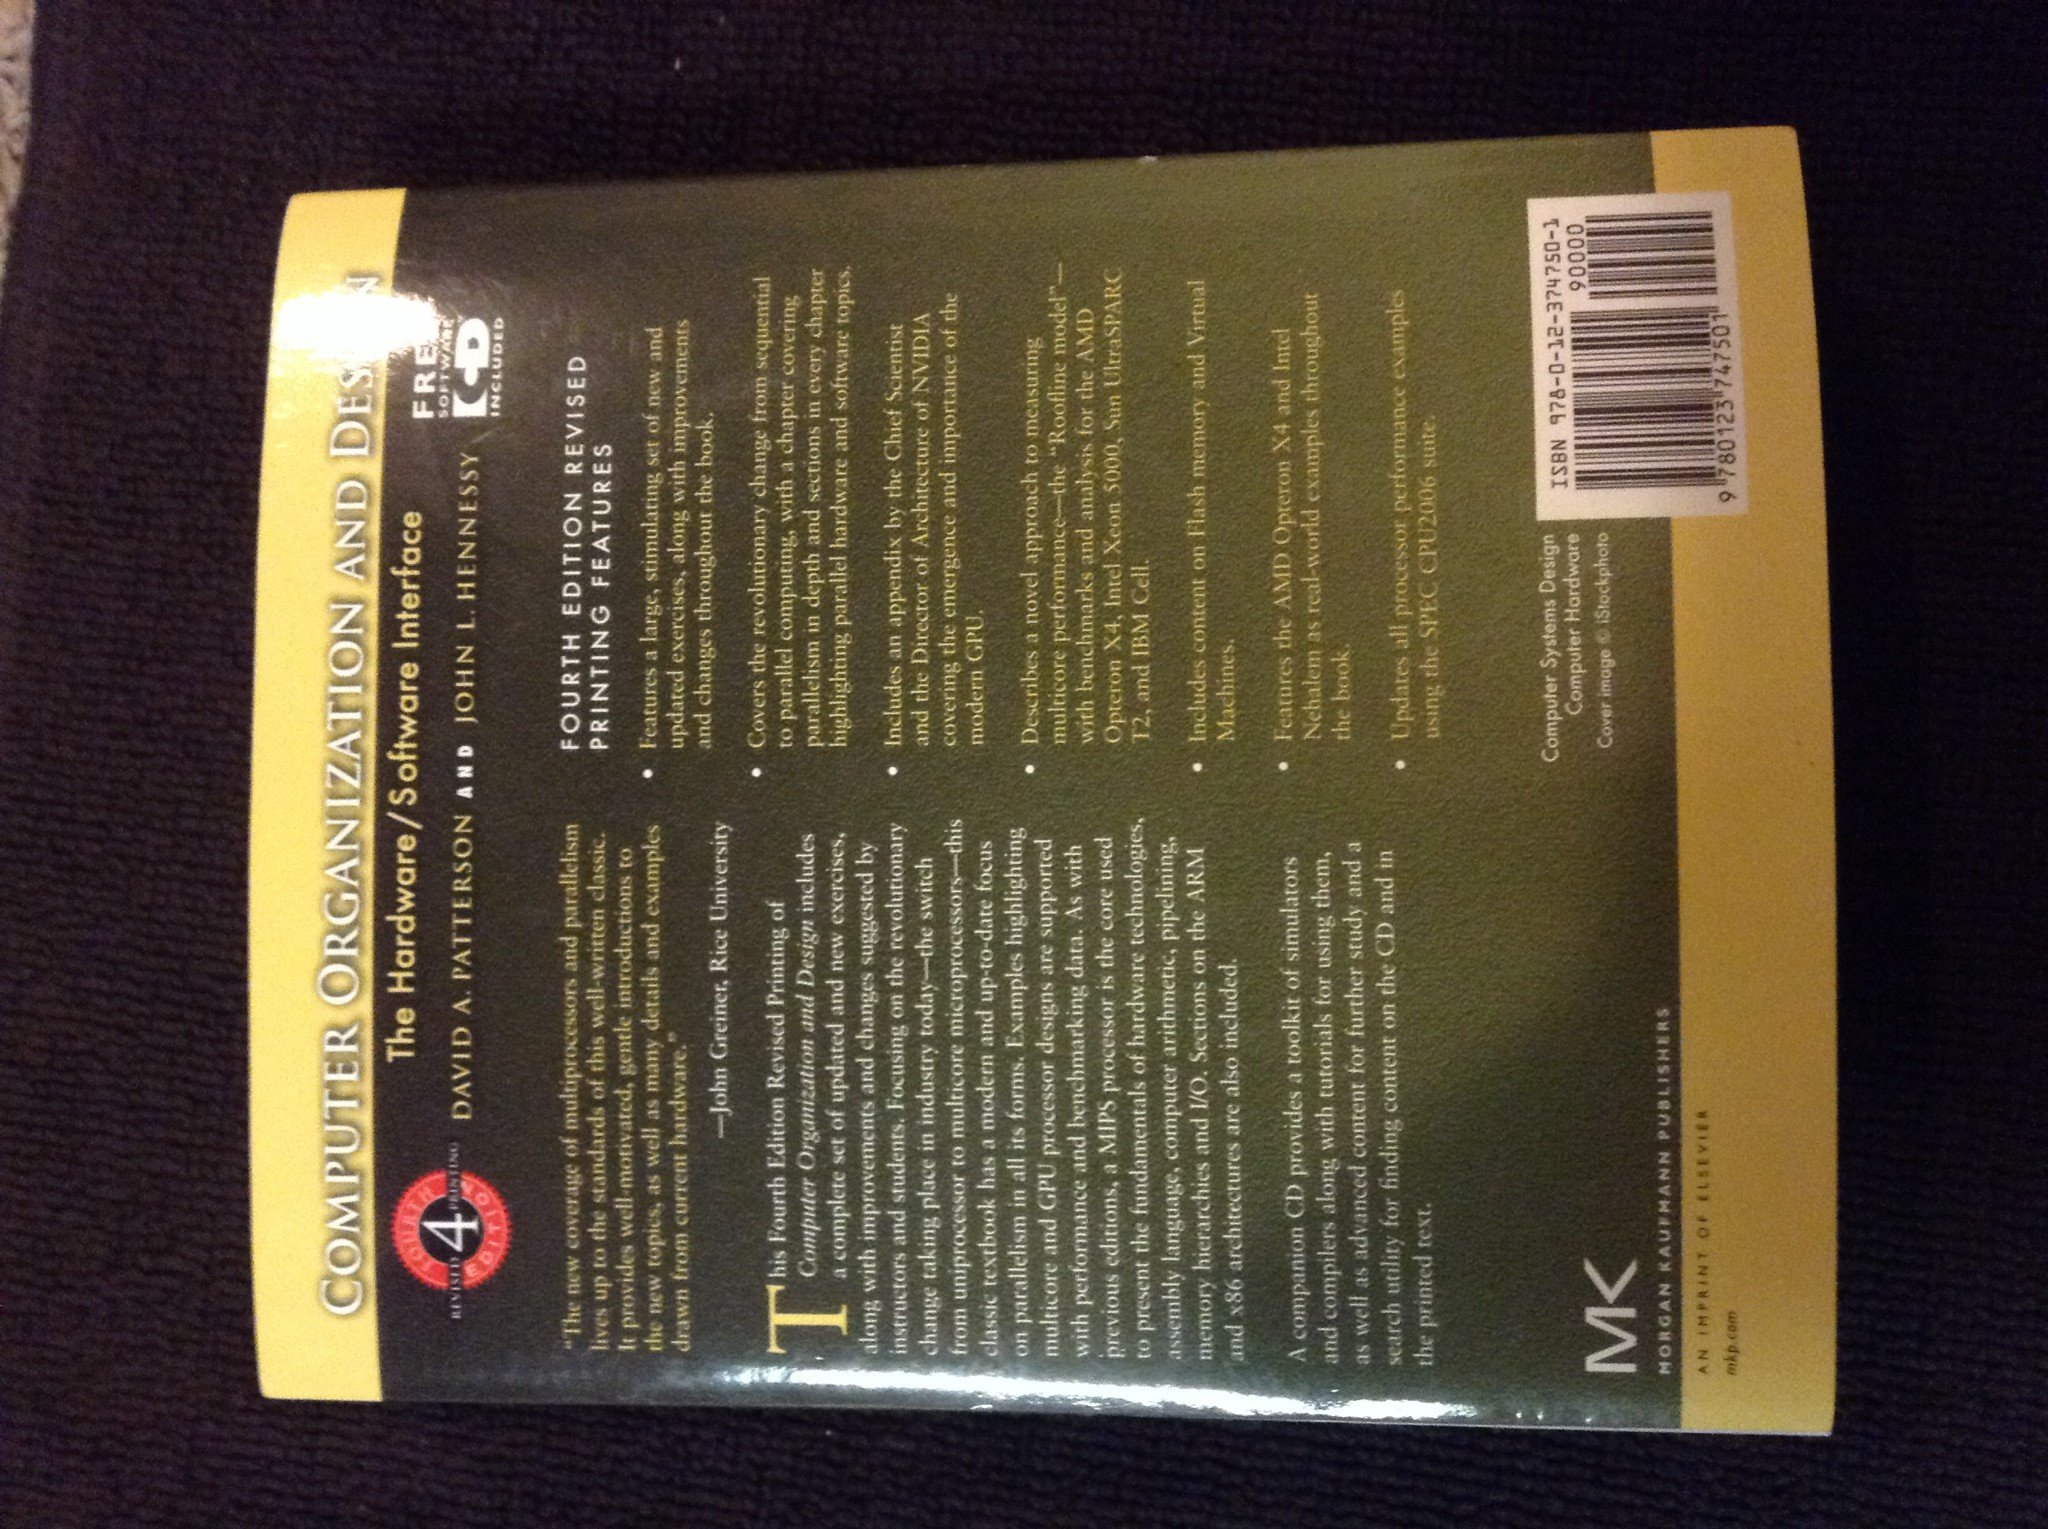 COMPUTER ORGANIZATION AND DESIGN
The Hardware/Software Interface
FOURTH EDITION
REVISED 4 PRINTING
DAVID A. PATTERSON AND JOHN L. HENNESSY
FREE
SOFTWARE
CD
INCLUDED
"The new coverage of multiprocessors and parallelism
lives up to the standards of this well-written classic.
It provides well-motivated, gentle introductions to
the new topics, as well as many details and examples
drawn from current hardware."
—John Greiner, Rice University
This Fourth Edition Revised Printing of
Computer Organization and Design includes
a complete set of updated and new exercises,
along with improvements and changes suggested by
instructors and students. Focusing on the revolutionary
change taking place in industry today—the switch
from uniprocessor to multicore microprocessors—this
classic textbook has a modern and up-to-date focus
on parallelism in all its forms. Examples highlighting
multicore and GPU processor designs are supported
with performance and benchmarking data. As with
previous editions, a MIPS processor is the core used
to present the fundamentals of hardware technologies,
assembly language, computer arithmetic, pipelining,
memory hierarchies and I/O. Sections on the ARM
and x86 architectures are also included.
A companion CD provides a toolkit of simulators
and compilers along with tutorials for using them,
as well as advanced content for further study and a
search utility for finding content on the CD and in
the printed text.
FOURTH EDITION REVISED
PRINTING FEATURES
• Features a large, stimulating set of new and
updated exercises, along with improvements
and changes throughout the book.
• Covers the revolutionary change from sequential
to parallel computing, with a chapter covering
parallelism in depth and sections in every chapter
highlighting parallel hardware and software topics.
• Includes an appendix by the Chief Scientist
and the Director of Architecture of NVIDIA
covering the emergence and importance of the
modern GPU.
• Describes a novel approach to measuring
multicore performance—the "Roofline model"—
with benchmarks and analysis for the AMD
Opteron X4, Intel Xeon 5000, Sun UltraSPARC
T2, and IBM Cell.
• Includes content on Flash memory and Virtual
Machines.
• Features the AMD Opteron X4 and Intel
Nehalem as real-world examples throughout
the book.
• Updates all processor performance examples
using the SPEC CPU2006 suite.
MK
MORGAN KAUFMANN PUBLISHERS
AN IMPRINT OF ELSEVIER
mkp.com
Computer Systems Design
Computer Hardware
Cover image © iStockphoto
ISBN 978-0-12-374750-1
90000
9 780123 747501